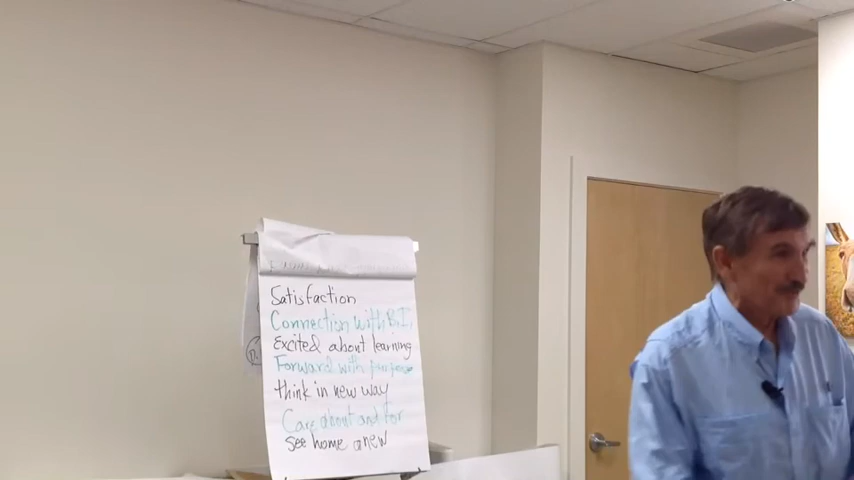 Satisfaction
Connection with B.I.
Excited about learning
Forward with purpose
think in new way
Care about and for
see home anew